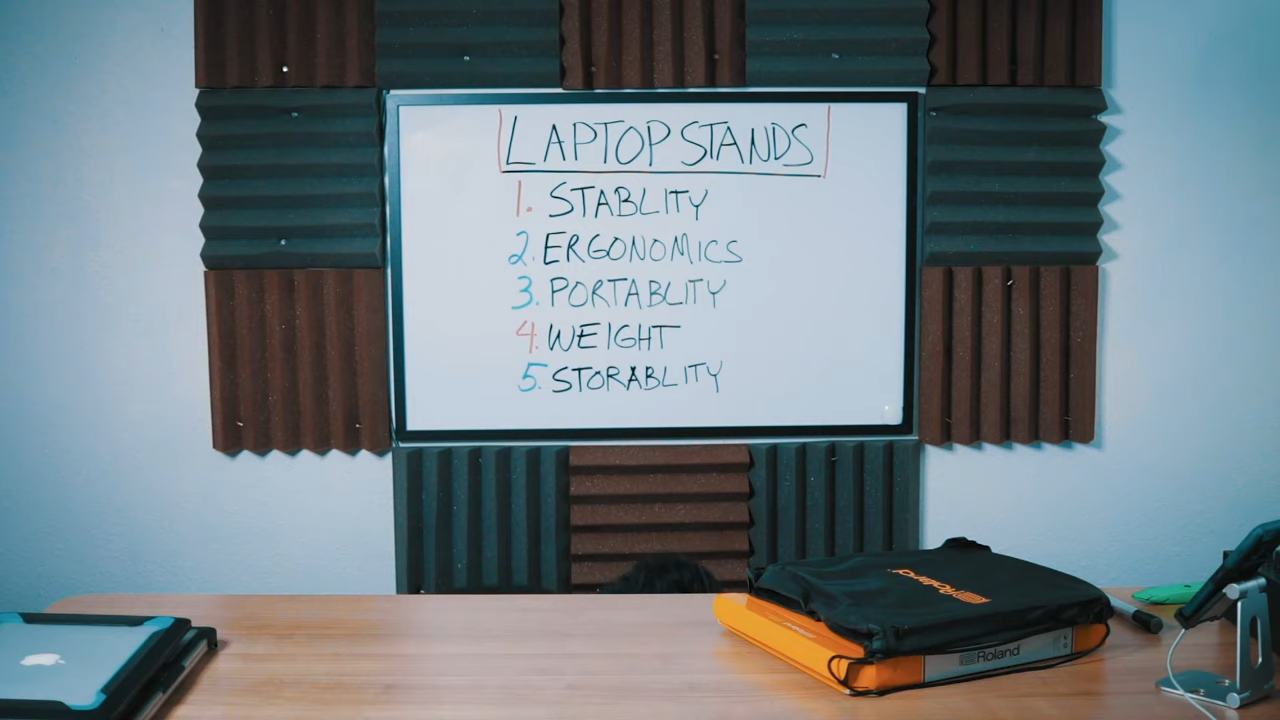 LAPTOP STANDS
1. STABLITY
2. ERGONOMICS
3. PORTABLITY
4. WEIGHT
5. STORABLITY
Roland
Roland